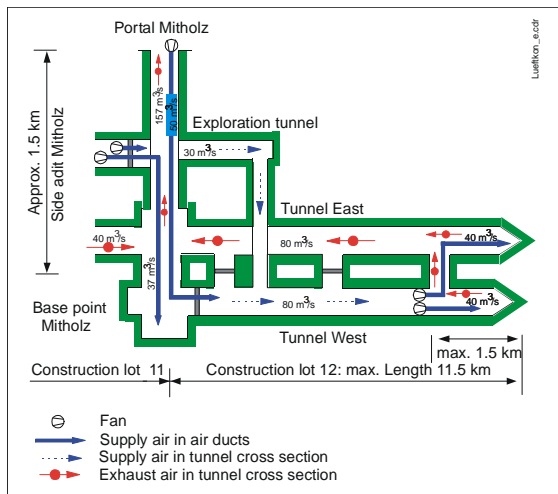 Lueftkon_e.cdr
Portal Mitholz
157 m³/s
50 m³/s
Exploration tunnel
30 m³/s
Approx. 1.5 km
Side adit Mitholz
Tunnel East
40 m³/s
80 m³/s
40 m³/s
37 m³/s
80 m³/s
40 m³/s
Base point
Mitholz
Tunnel West
max. 1.5 km
Construction lot 11
Construction lot 12: max. Length 11.5 km
Fan
Supply air in air ducts
Supply air in tunnel cross section
Exhaust air in tunnel cross section